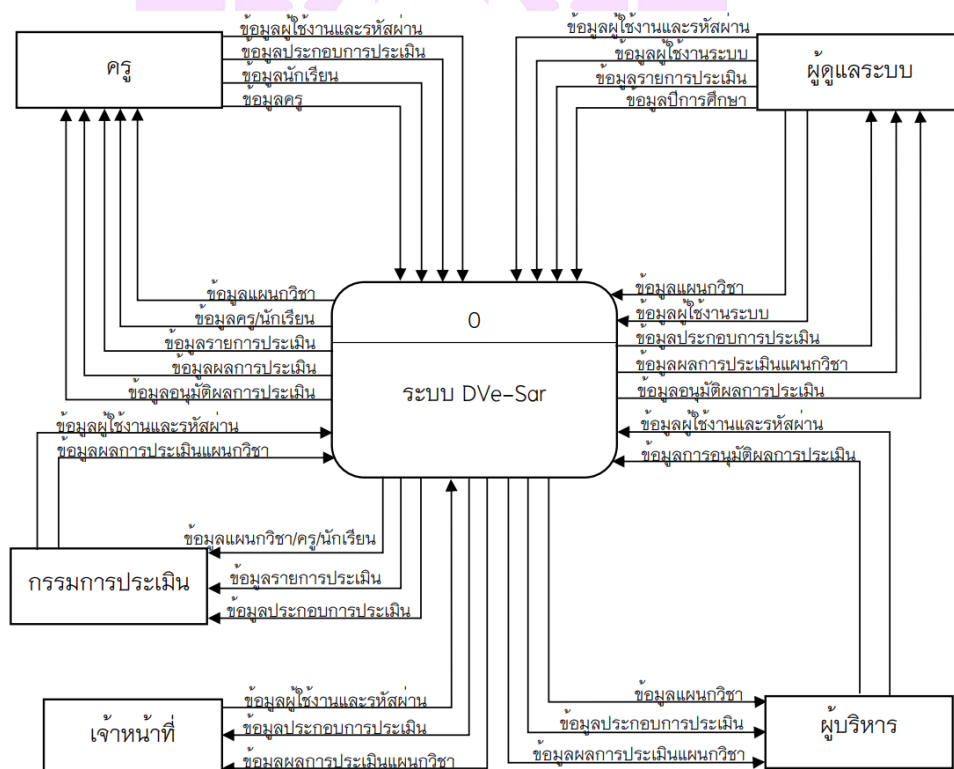 ครู
ข้อมูลผู้ใช้งานและรหัสผ่าน
ข้อมูลประกอบการประเมิน
ข้อมูลนักเรียน
ข้อมูลครู
ข้อมูลผู้ใช้งานและรหัสผ่าน
ข้อมูลผู้ใช้งานระบบ
ข้อมูลรายการประเมิน
ข้อมูลปีการศึกษา
ผู้ดูแลระบบ
ข้อมูลแผนกวิชา
ข้อมูลครู/นักเรียน
ข้อมูลรายการประเมิน
ข้อมูลผลการประเมิน
ข้อมูลอนุมัติผลการประเมิน
0
ระบบ DVe-Sar
ข้อมูลแผนกวิชา
ข้อมูลผู้ใช้งานระบบ
ข้อมูลประกอบการประเมิน
ข้อมูลผลการประเมินแผนกวิชา
ข้อมูลอนุมัติผลการประเมิน
ข้อมูลผู้ใช้งานและรหัสผ่าน
ข้อมูลผลการประเมินแผนกวิชา
ข้อมูลผู้ใช้งานและรหัสผ่าน
ข้อมูลการอนุมัติผลการประเมิน
กรรมการประเมิน
ข้อมูลแผนกวิชา/ครู/นักเรียน
ข้อมูลรายการประเมิน
ข้อมูลประกอบการประเมิน
เจ้าหน้าที่
ข้อมูลผู้ใช้งานและรหัสผ่าน
ข้อมูลประกอบการประเมิน
ข้อมูลผลการประเมินแผนกวิชา
ข้อมูลแผนกวิชา
ข้อมูลประกอบการประเมิน
ข้อมูลผลการประเมินแผนกวิชา
ผู้บริหาร